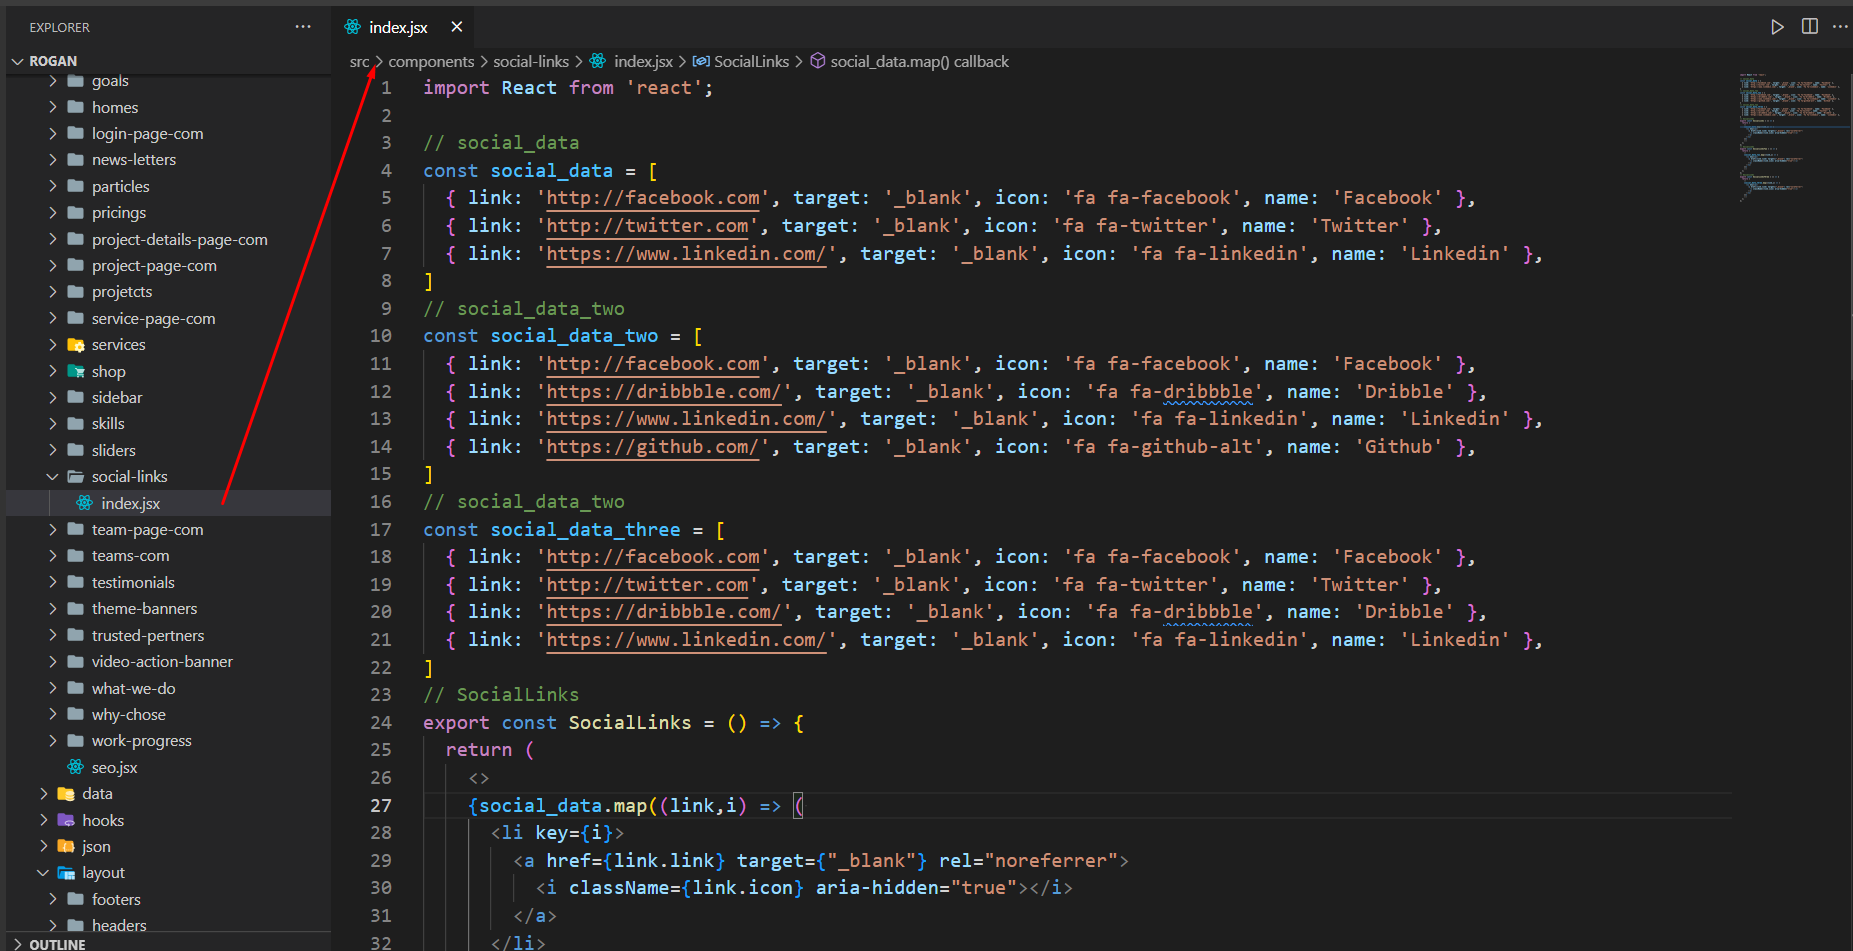 EXPLORER
ROGAN
goals
homes
login-page-com
news-letters
particles
pricings
project-details-page-com
project-page-com
projetcts
service-page-com
services
shop
sidebar
skills
sliders
social-links
index.jsx
team-page-com
teams-com
testimonials
theme-banners
trusted-pertners
video-action-banner
what-we-do
why-chose
work-progress
seo.jsx
data
hooks
json
layout
footers
headers
OUTLINE
index.jsx
src > components > social-links > index.jsx > SocialLinks > social_data.map() callback
1 import React from 'react';
2
3 // social_data
4 const social_data = [
5 { link: 'http://facebook.com', target: '_blank', icon: 'fa fa-facebook', name: 'Facebook' },
6 { link: 'http://twitter.com', target: '_blank', icon: 'fa fa-twitter', name: 'Twitter' },
7 { link: 'https://www.linkedin.com/', target: '_blank', icon: 'fa fa-linkedin', name: 'Linkedin' },
8 ]
9 // social_data_two
10 const social_data_two = [
11 { link: 'http://facebook.com', target: '_blank', icon: 'fa fa-facebook', name: 'Facebook' },
12 { link: 'https://dribbble.com/', target: '_blank', icon: 'fa fa-dribbble', name: 'Dribble' },
13 { link: 'https://www.linkedin.com/', target: '_blank', icon: 'fa fa-linkedin', name: 'Linkedin' },
14 { link: 'https://github.com/', target: '_blank', icon: 'fa fa-github-alt', name: 'Github' },
15 ]
16 // social_data_two
17 const social_data_three = [
18 { link: 'http://facebook.com', target: '_blank', icon: 'fa fa-facebook', name: 'Facebook' },
19 { link: 'http://twitter.com', target: '_blank', icon: 'fa fa-twitter', name: 'Twitter' },
20 { link: 'https://dribbble.com/', target: '_blank', icon: 'fa fa-dribbble', name: 'Dribble' },
21 { link: 'https://www.linkedin.com/', target: '_blank', icon: 'fa fa-linkedin', name: 'Linkedin' },
22 ]
23 // SocialLinks
24 export const SocialLinks = () => {
25 return (
26 <>
27 {social_data.map((link,i) => (
28 <li key={i}>
29 <a href={link.link} target={"_blank"} rel="noreferrer">
30 <i className={link.icon} aria-hidden="true"></i>
31 </a>
32 </li>